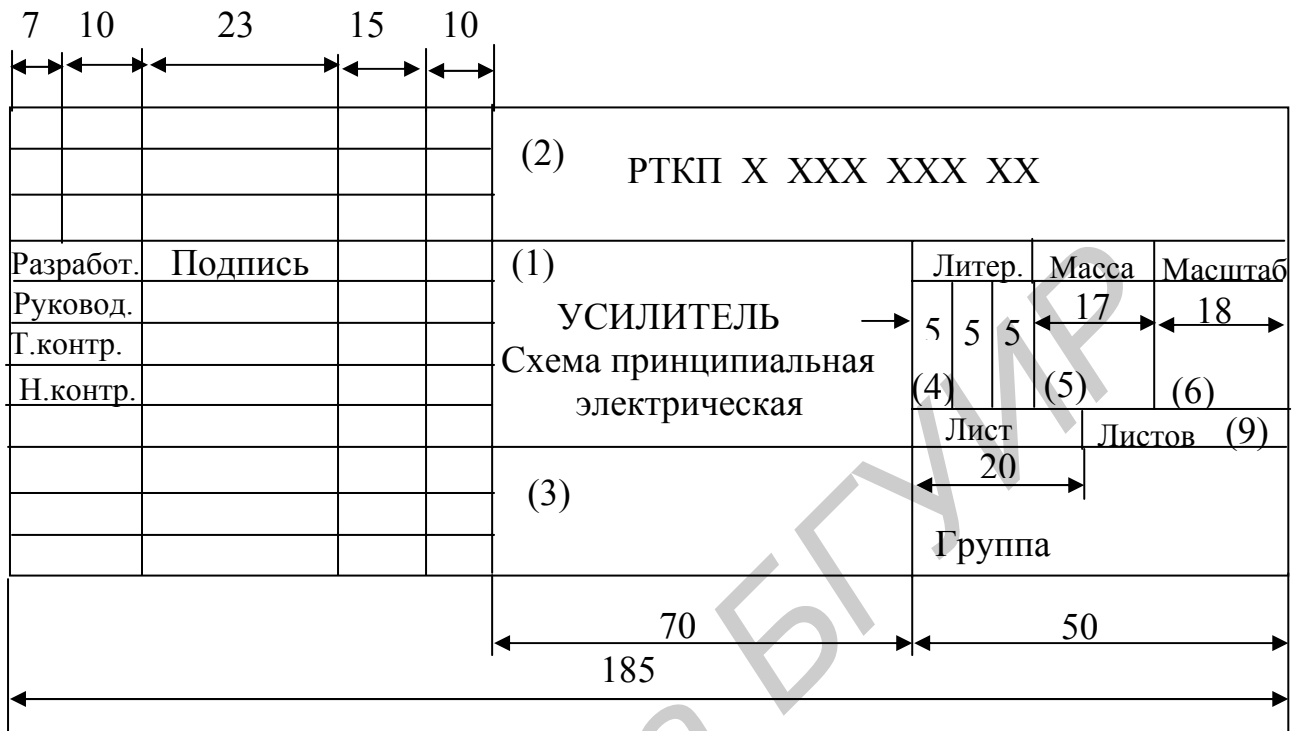 7 10 23 15 10
(2) РТКП Х ХХХ ХХХ ХХ
Разработ. Подпись (1) Литер. Масса Масштаб
Руковод. УСИЛИТЕЛЬ 5 5 5 17 18
Т.контр. Схема принципиальная
Н.контр. электрическая (4) (5) (6)
Лист Листов (9)
20
(3)
Группа
70 50
185
БГУИР